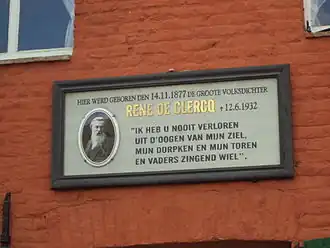 HIER WERD GEBOREN DEN 14.11.1877 DE GROOTE VOLKSDICHTER
RENE DE CLERCQ +12.6.1932
"IK HEB U NOOIT VERLOREN
UIT D'OOGEN VAN MIJN ZIEL,
MIJN DORPKEN EN MIJN TOREN
EN VADERS ZINGEND WIEL".